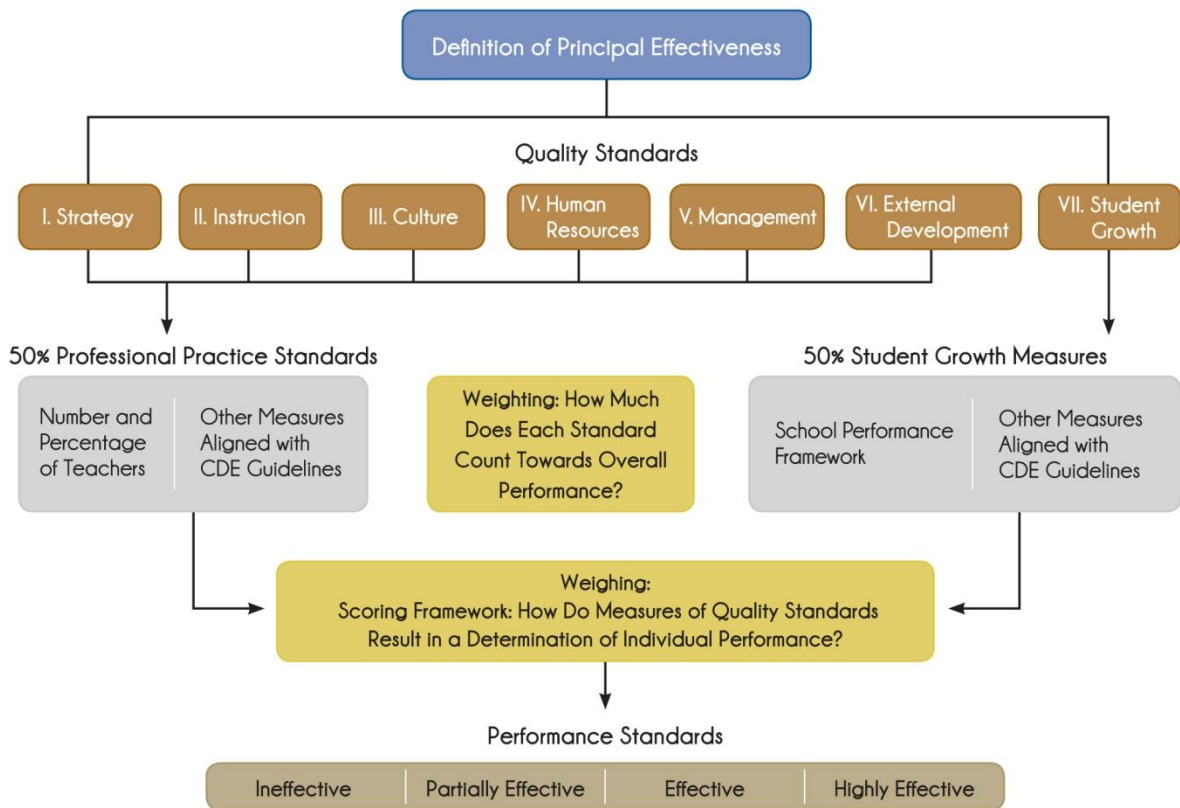 Definition of Principal Effectiveness
Quality Standards
I. Strategy
II. Instruction
III. Culture
IV. Human
Resources
V. Management
VI. External
Development
VII. Student
Growth
50% Professional Practice Standards
Number and
Percentage
of Teachers
Other Measures
Aligned with
CDE Guidelines
Weighting: How Much
Does Each Standard
Count Towards Overall
Performance?
50% Student Growth Measures
School Performance
Framework
Other Measures
Aligned with
CDE Guidelines
Weighing:
Scoring Framework: How Do Measures of Quality Standards
Result in a Determination of Individual Performance?
Performance Standards
Ineffective
Partially Effective
Effective
Highly Effective